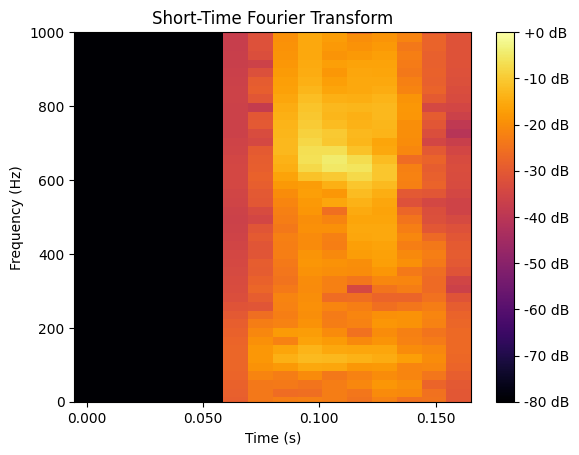 Short-Time Fourier Transform
1000
800
600
400
200
0
Frequency (Hz)
0.000
0.050
0.100
0.150
Time (s)
+0 dB
-10 dB
-20 dB
-30 dB
-40 dB
-50 dB
-60 dB
-70 dB
-80 dB